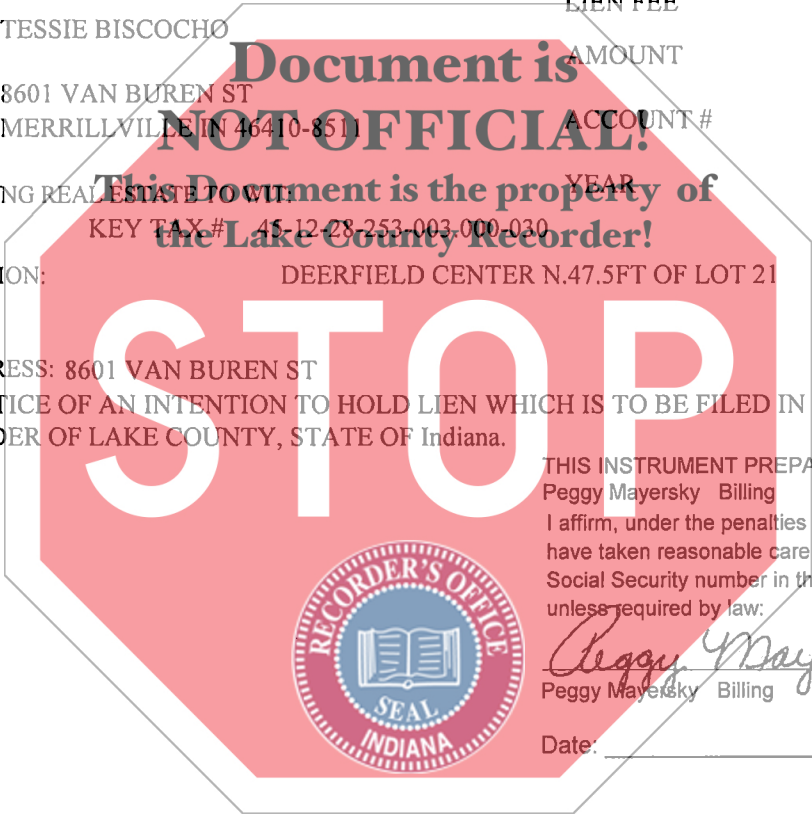 LIEN FEE
TESSIE BISCOCHO
Document is
AMOUNT
8601 VAN BUREN ST
NOT OFFICIAL!
MERRILLVILLE IN 46410-8511
ACCOUNT #
This Document is the property of
NG REAL ESTATE TO WIT:
YEAR
KEY TAX # 45-12-28-253-003.000-030
the Lake County Recorder!
ION: DEERFIELD CENTER N.47.5FT OF LOT 21
STOP
RESS: 8601 VAN BUREN ST
TICE OF AN INTENTION TO HOLD LIEN WHICH IS TO BE FILED IN
DER OF LAKE COUNTY, STATE OF Indiana.
THIS INSTRUMENT PREPA
Peggy Mayersky Billing
I affirm, under the penalties
have taken reasonable care
Social Security number in th
unless required by law:
RECORDER'S OFFICE
SEAL
INDIANA
Peggy May
Peggy Mayersky Billing
Date: